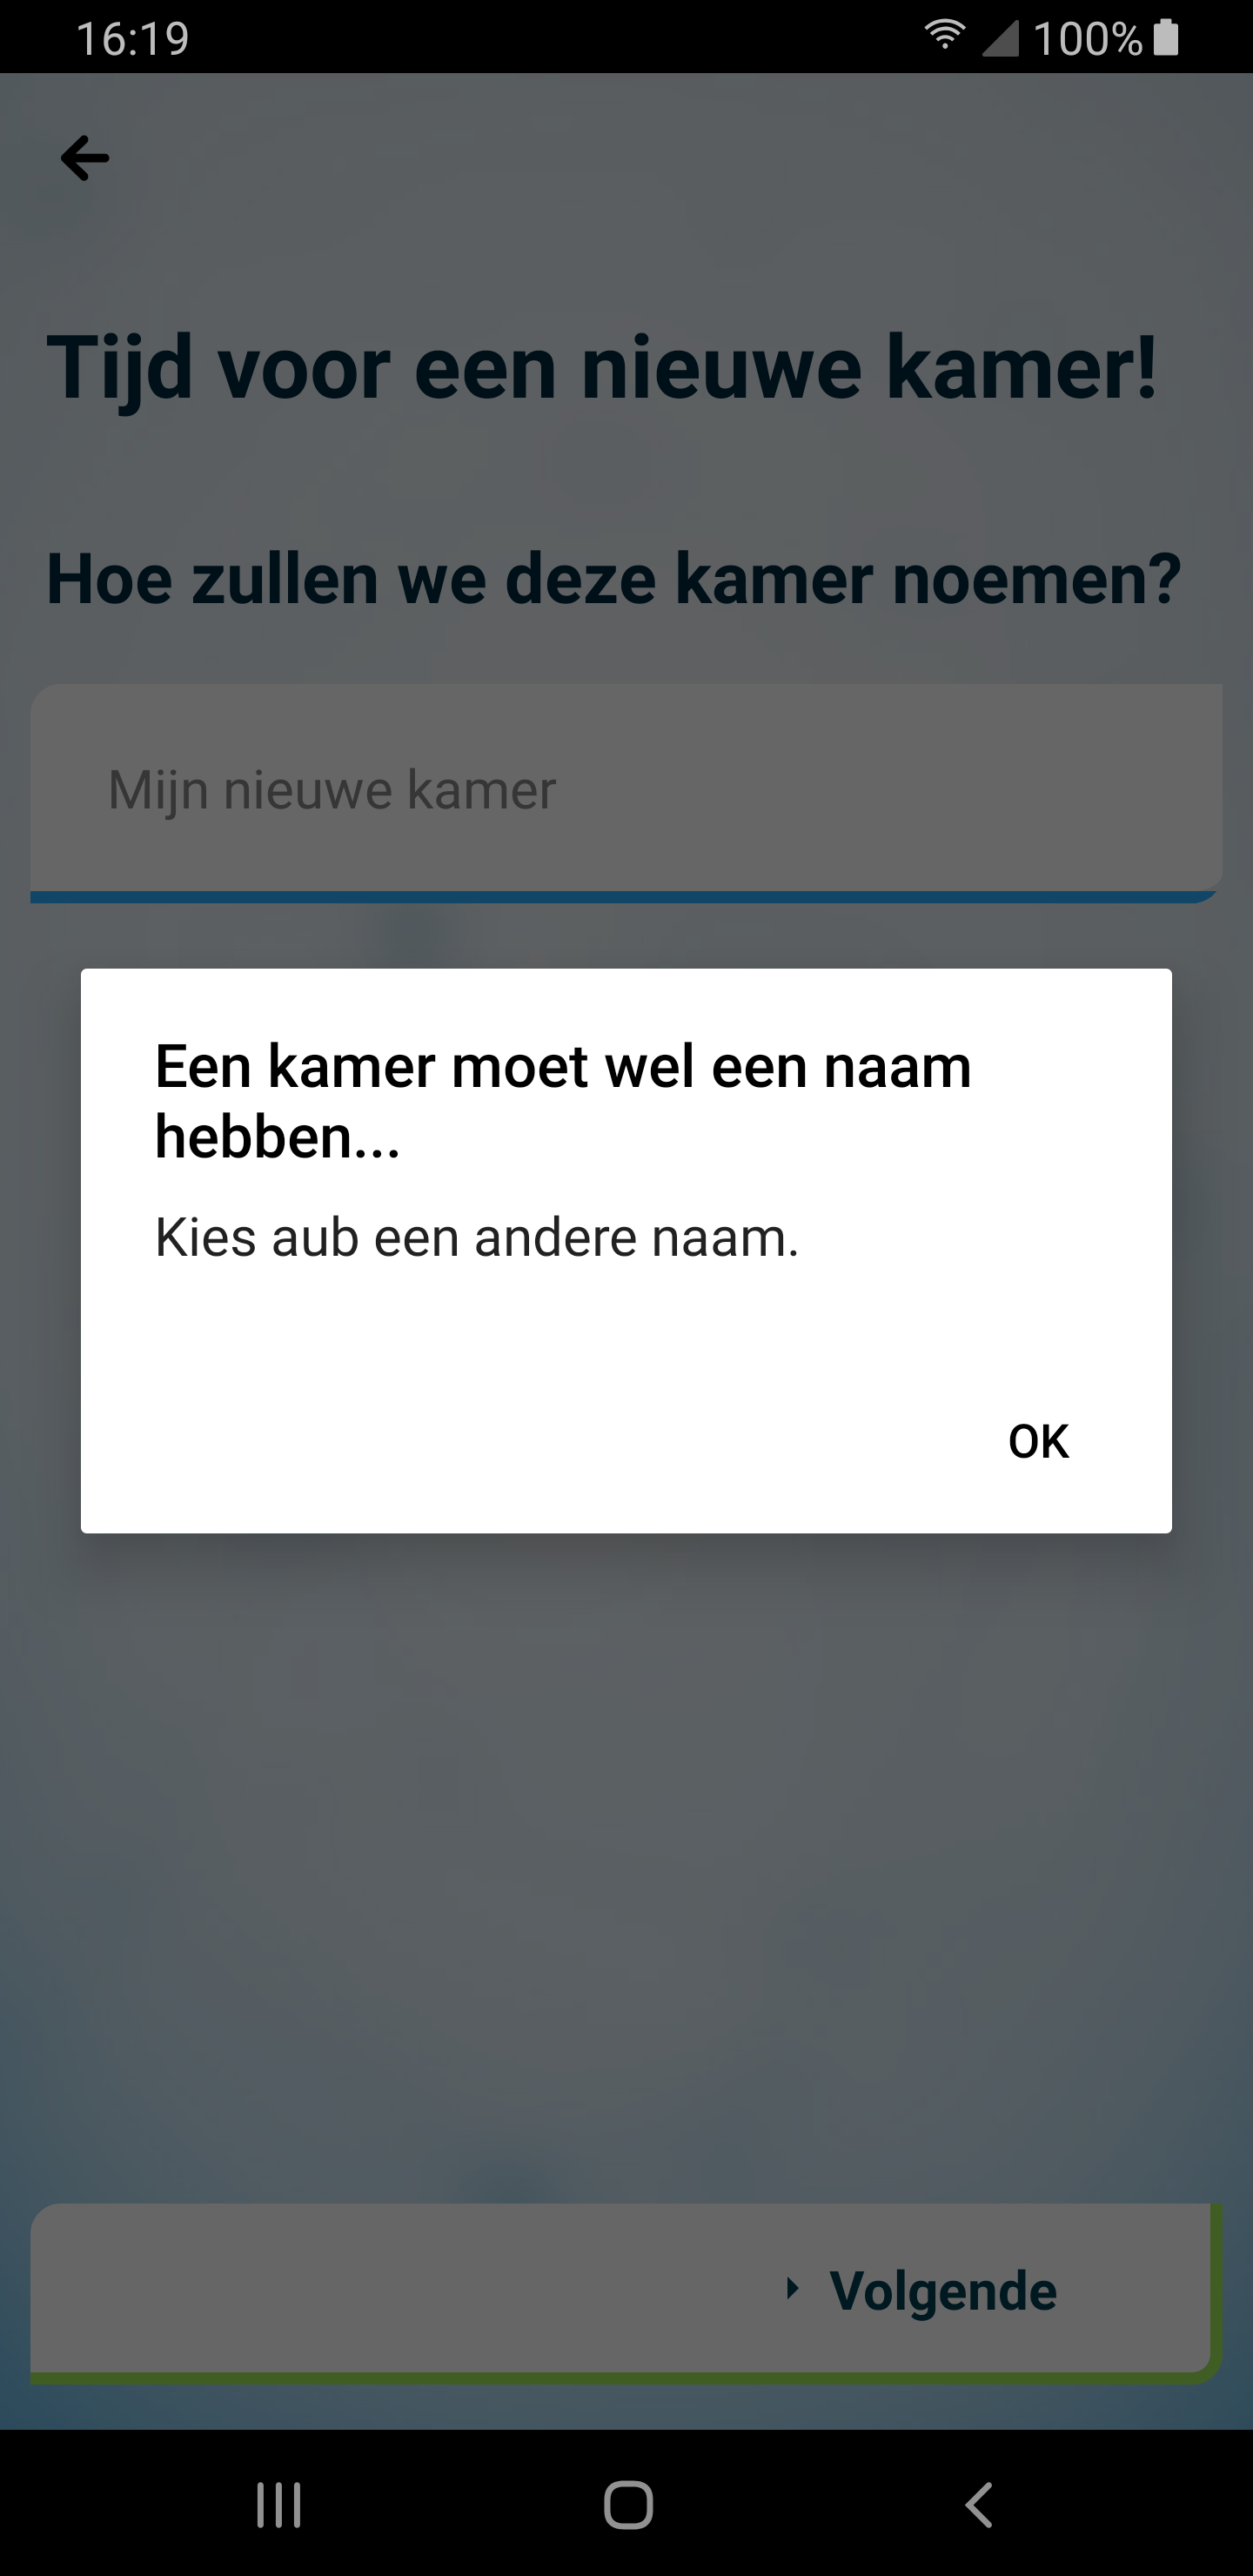 16:19
100%
Tijd voor een nieuwe kamer!
Hoe zullen we deze kamer noemen?
Mijn nieuwe kamer
Een kamer moet wel een naam
hebben...
Kies aub een andere naam.
OK
Volgende